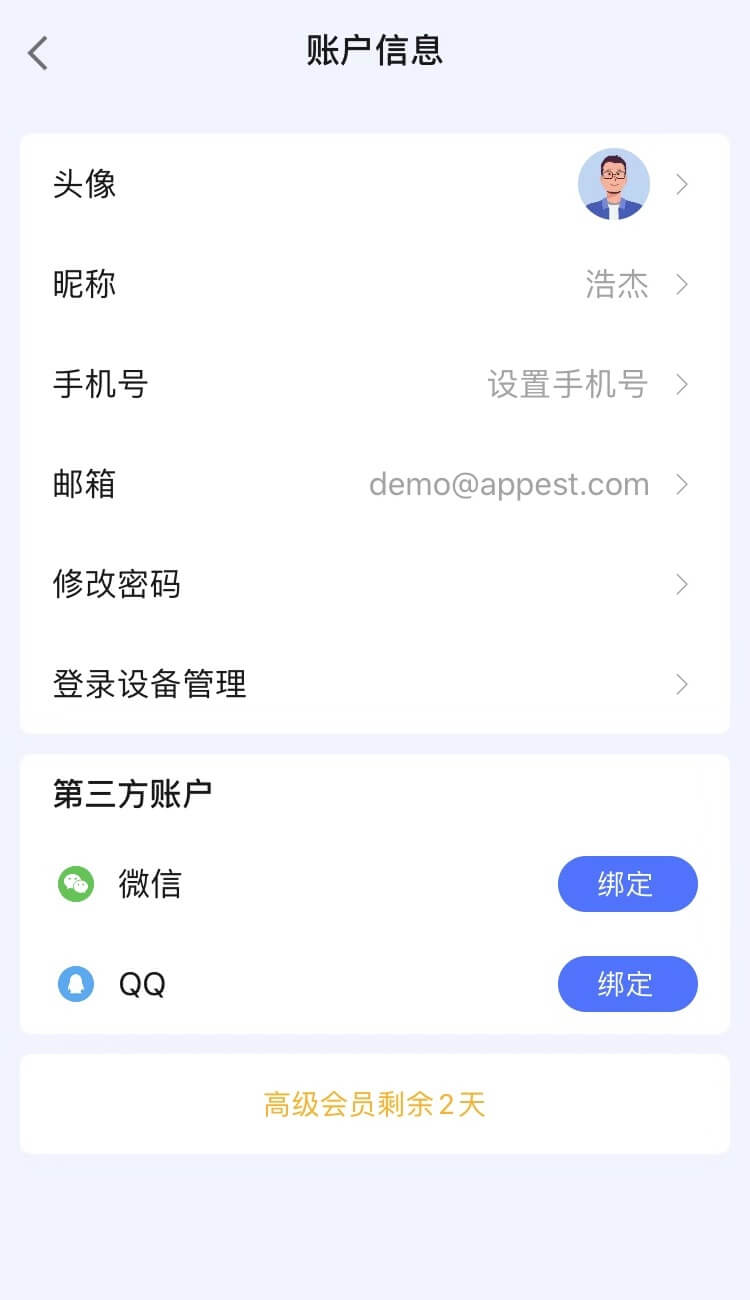 账户信息
头像
昵称 浩杰
手机号 设置手机号
邮箱 demo@appest.com
修改密码
登录设备管理
第三方账户
微信 绑定
QQ 绑定
高级会员剩余2天